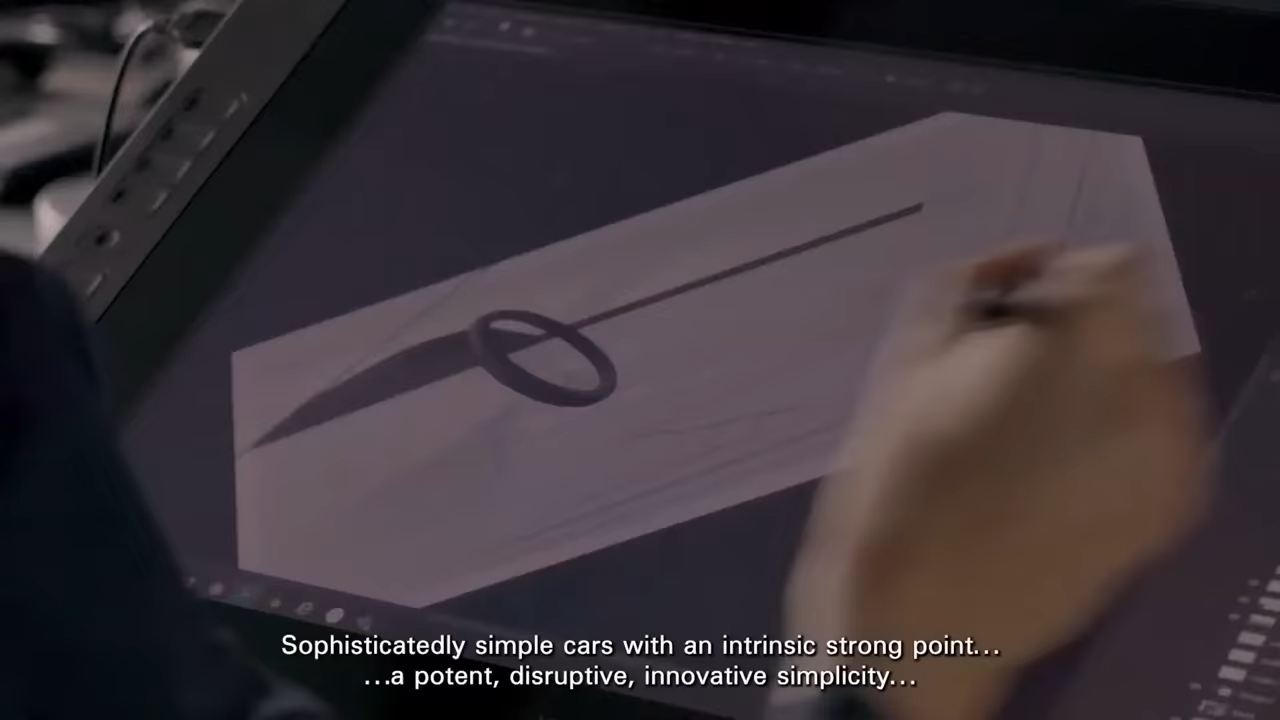 Sophisticatedly simple cars with an intrinsic strong point...
...a potent, disruptive, innovative simplicity...